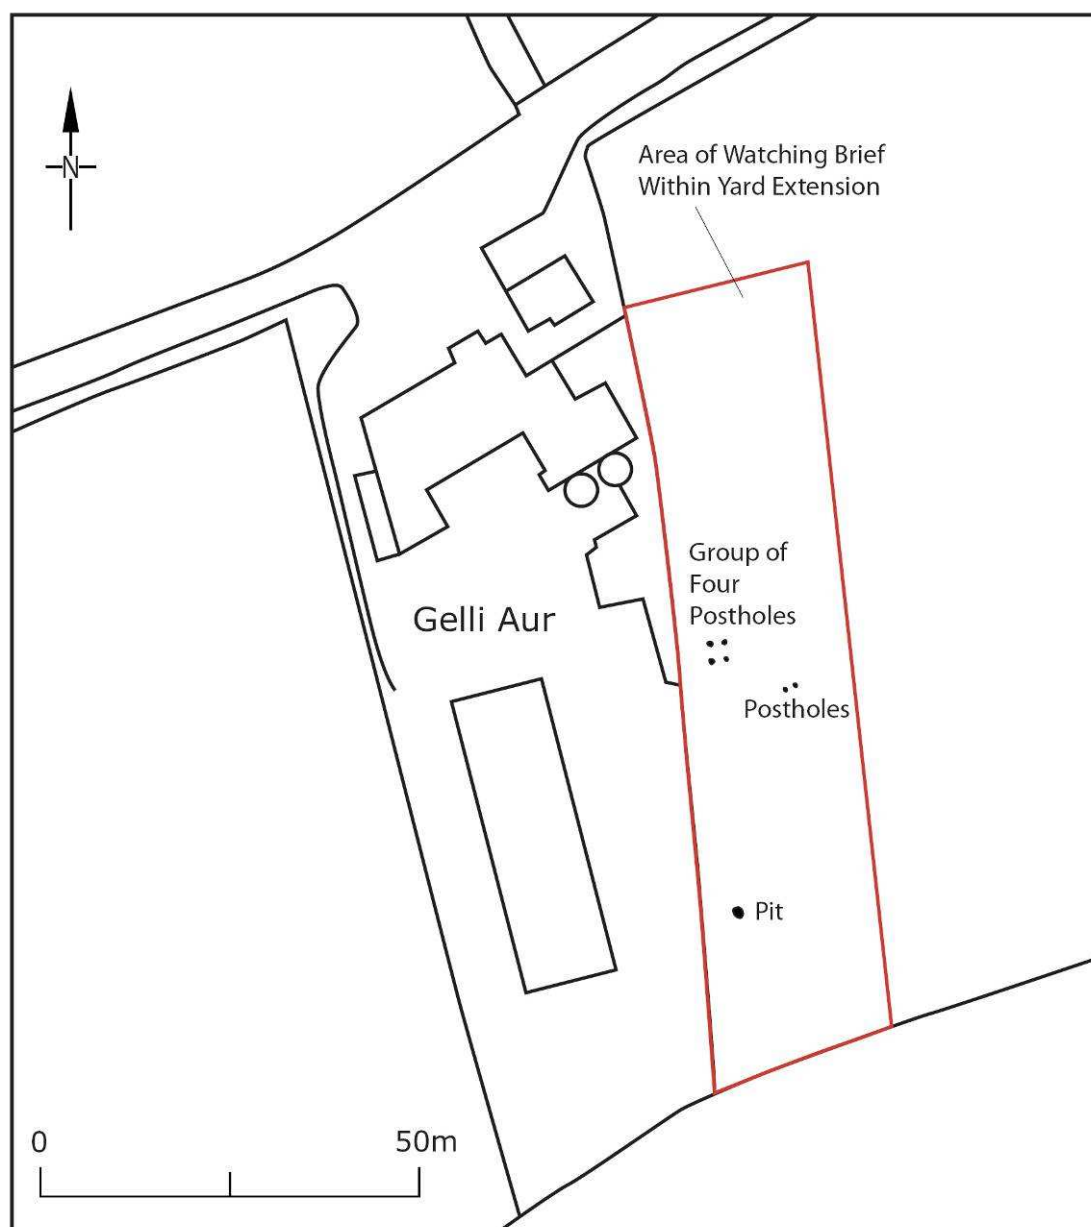 Area of Watching Brief
Within Yard Extension
N
Group of
Four
Postholes
Gelli Aur
Postholes
Pit
0
50m